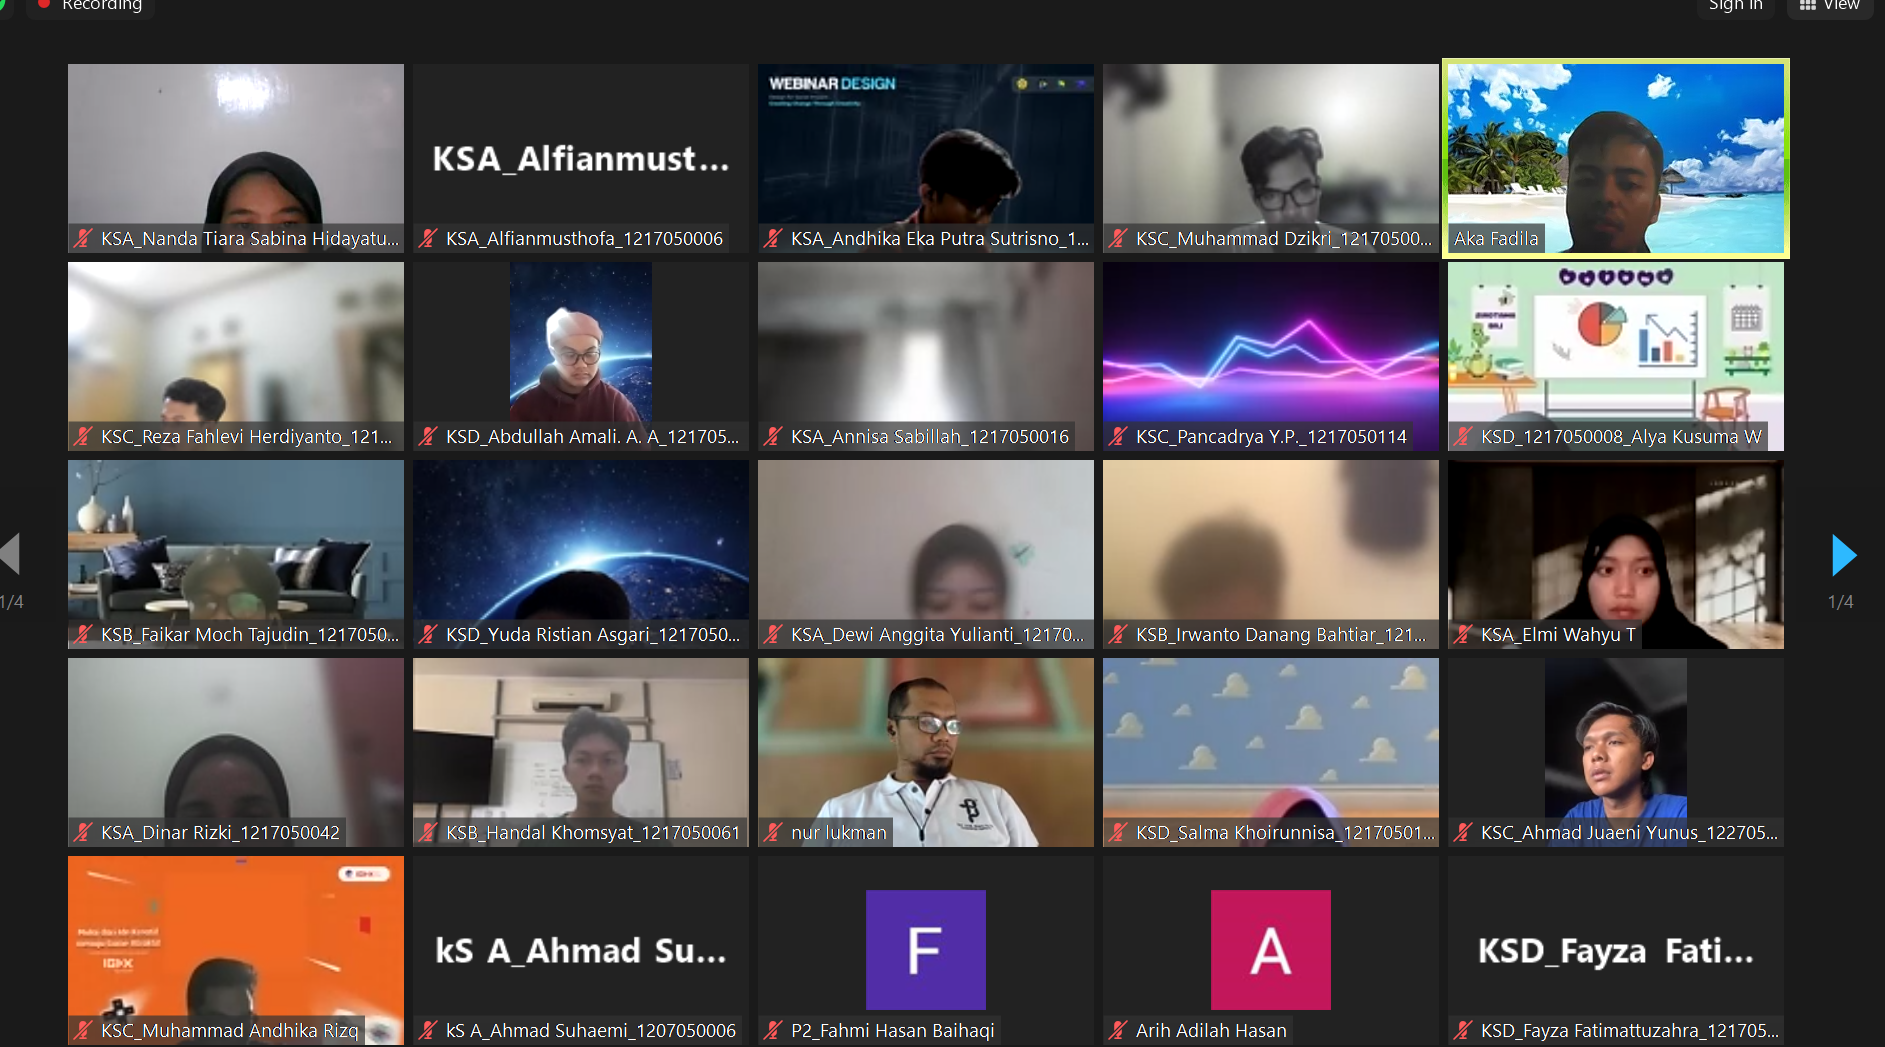 Recording
Sign in
View
KSA_Nanda Tiara Sabina Hidayatu...
KSA_Alfianmust...
KSA_Alfianmusthofa_1217050006
WEBINAR DESIGN
KSA_Andhika Eka Putra Sutrisno_1...
KSC_Muhammad Dzikri_12170500...
Aka Fadila
KSC_Reza Fahlevi Herdiyanto_121...
KSD_Abdullah Amali. A. A_121705...
KSA_Annisa Sabillah_1217050016
KSC_Pancadrya Y.P._1217050114
KSD_1217050008_Alya Kusuma W
KSB_Faikar Moch Tajudin_1217050...
KSD_Yuda Ristian Asgari_1217050...
KSA_Dewi Anggita Yulianti_12170...
KSB_Irwanto Danang Bahtiar_121...
KSA_Elmi Wahyu T
1/4
1/4
KSA_Dinar Rizki_1217050042
KSB_Handal Khomsyat_1217050061
nur lukman
KSD_Salma Khoirunnisa_12170501...
KSC_Ahmad Juaeni Yunus_122705...
KSC_Muhammad Andhika Rizq
kS A_Ahmad Su...
kS A_Ahmad Suhaemi_1207050006
F
P2_Fahmi Hasan Baihaqi
A
Arih Adilah Hasan
KSD_Fayza Fati...
KSD_Fayza Fatimattuzahra_121705...